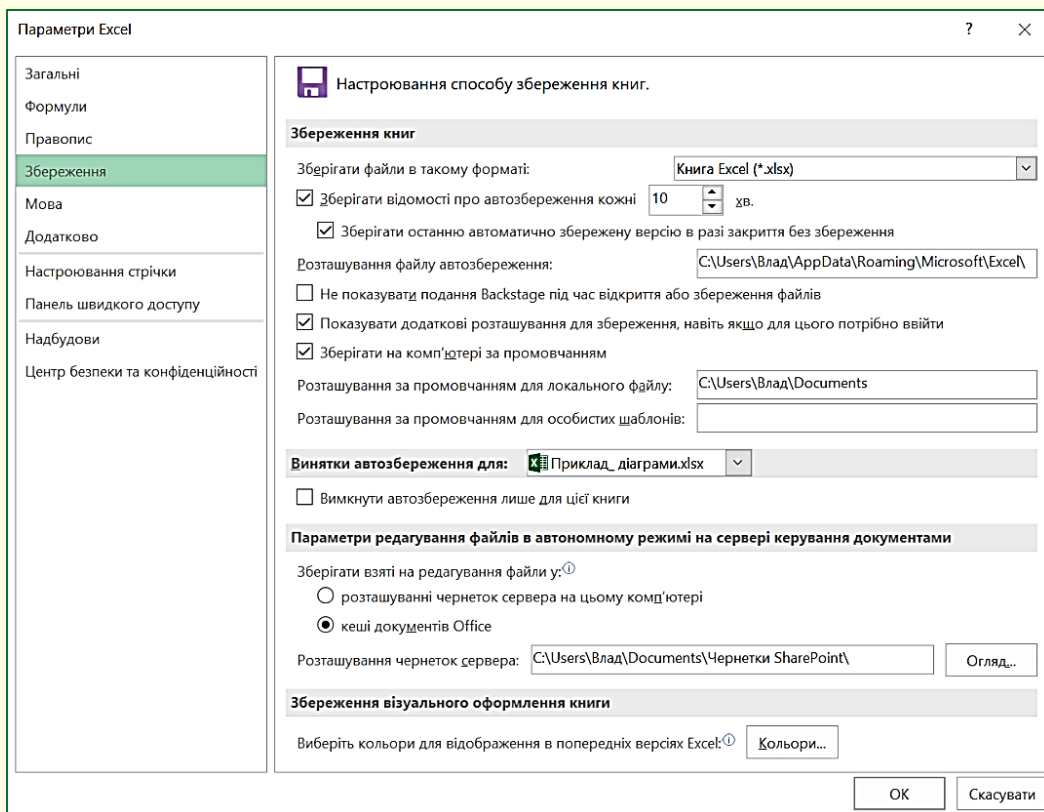 Параметри Excel
Загальні
Формули
Правопис
Збереження
Мова
Додатково
Настроювання стрічки
Панель швидкого доступу
Надбудови
Центр безпеки та конфіденційності
Настроювання способу збереження книг.
Збереження книг
Зберігати файли в такому форматі: Книга Excel (*.xlsx)
Зберігати відомості про автозбереження кожні 10 хв.
Зберігати останню автоматично збережену версію в разі закриття без збереження
Розташування файлу автозбереження: C:\Users\Влад\AppData\Roaming\Microsoft\Excel\
Не показувати подання Backstage під час відкриття або збереження файлів
Показувати додаткові розташування для збереження, навіть якщо для цього потрібно ввійти
Зберігати на комп'ютері за промовчанням
Розташування за промовчанням для локального файлу: C:\Users\Влад\Documents
Розташування за промовчанням для особистих шаблонів:
Винятки автозбереження для: Приклад_ діаграми.xlsx
Вимкнути автозбереження лише для цієї книги
Параметри редагування файлів в автономному режимі на сервері керування документами
Зберігати взяті на редагування файли у:
розташуванні чернеток сервера на цьому комп'ютері
кеші документів Office
Розташування чернеток сервера: C:\Users\Влад\Documents\Чернетки SharePoint\ Огляд...
Збереження візуального оформлення книги
Виберіть кольори для відображення в попередніх версіях Excel: Кольори...
ОК Скасувати